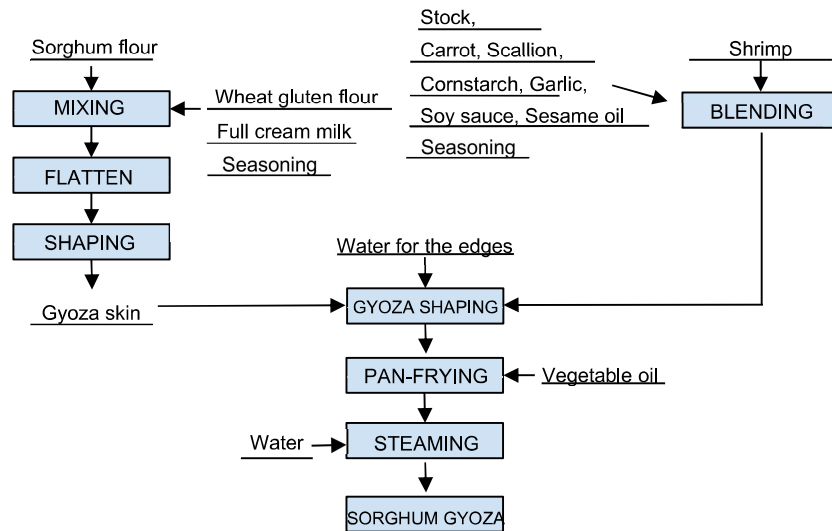 Sorghum flour
MIXING
Wheat gluten flour
Full cream milk
Seasoning
FLATTEN
SHAPING
Gyoza skin
Stock,
Carrot, Scallion,
Cornstarch, Garlic,
Soy sauce, Sesame oil
Seasoning
Shrimp
BLENDING
Water for the edges
GYOZA SHAPING
PAN-FRYING
Vegetable oil
Water
STEAMING
SORGHUM GYOZA